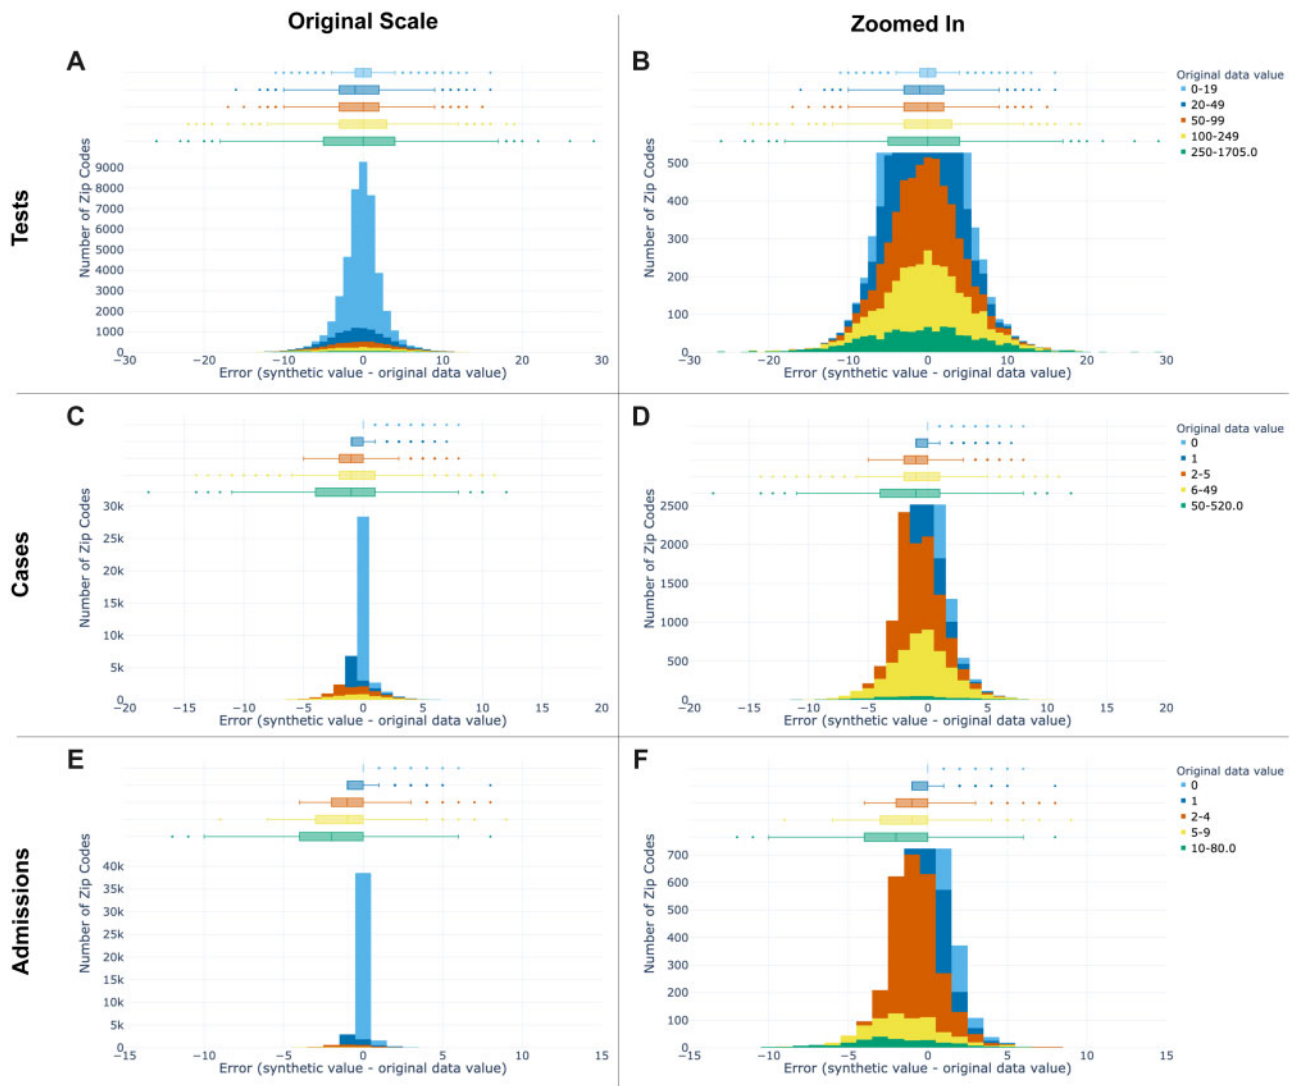 Original Scale
Zoomed In
Tests
A
Number of Zip Codes
9000
8000
7000
6000
5000
4000
3000
2000
1000
0
−30 −20 −10 0 10 20 30
Error (synthetic value - original data value)
B
Number of Zip Codes
500
400
300
200
100
0
−30 −20 −10 0 10 20 30
Error (synthetic value - original data value)
Original data value
0-19
20-49
50-99
100-249
250-1705.0
Cases
C
Number of Zip Codes
30k
25k
20k
15k
10k
5k
0
−20 −15 −10 −5 0 5 10 15 20
Error (synthetic value - original data value)
D
Number of Zip Codes
2500
2000
1500
1000
500
0
−20 −15 −10 −5 0 5 10 15 20
Error (synthetic value - original data value)
Original data value
0
1
2-5
6-49
50-520.0
Admissions
E
Number of Zip Codes
40k
35k
30k
25k
20k
15k
10k
5k
0
−15 −10 −5 0 5 10 15
Error (synthetic value - original data value)
F
Number of Zip Codes
700
600
500
400
300
200
100
0
−15 −10 −5 0 5 10 15
Error (synthetic value - original data value)
Original data value
0
1
2-4
5-9
10-80.0